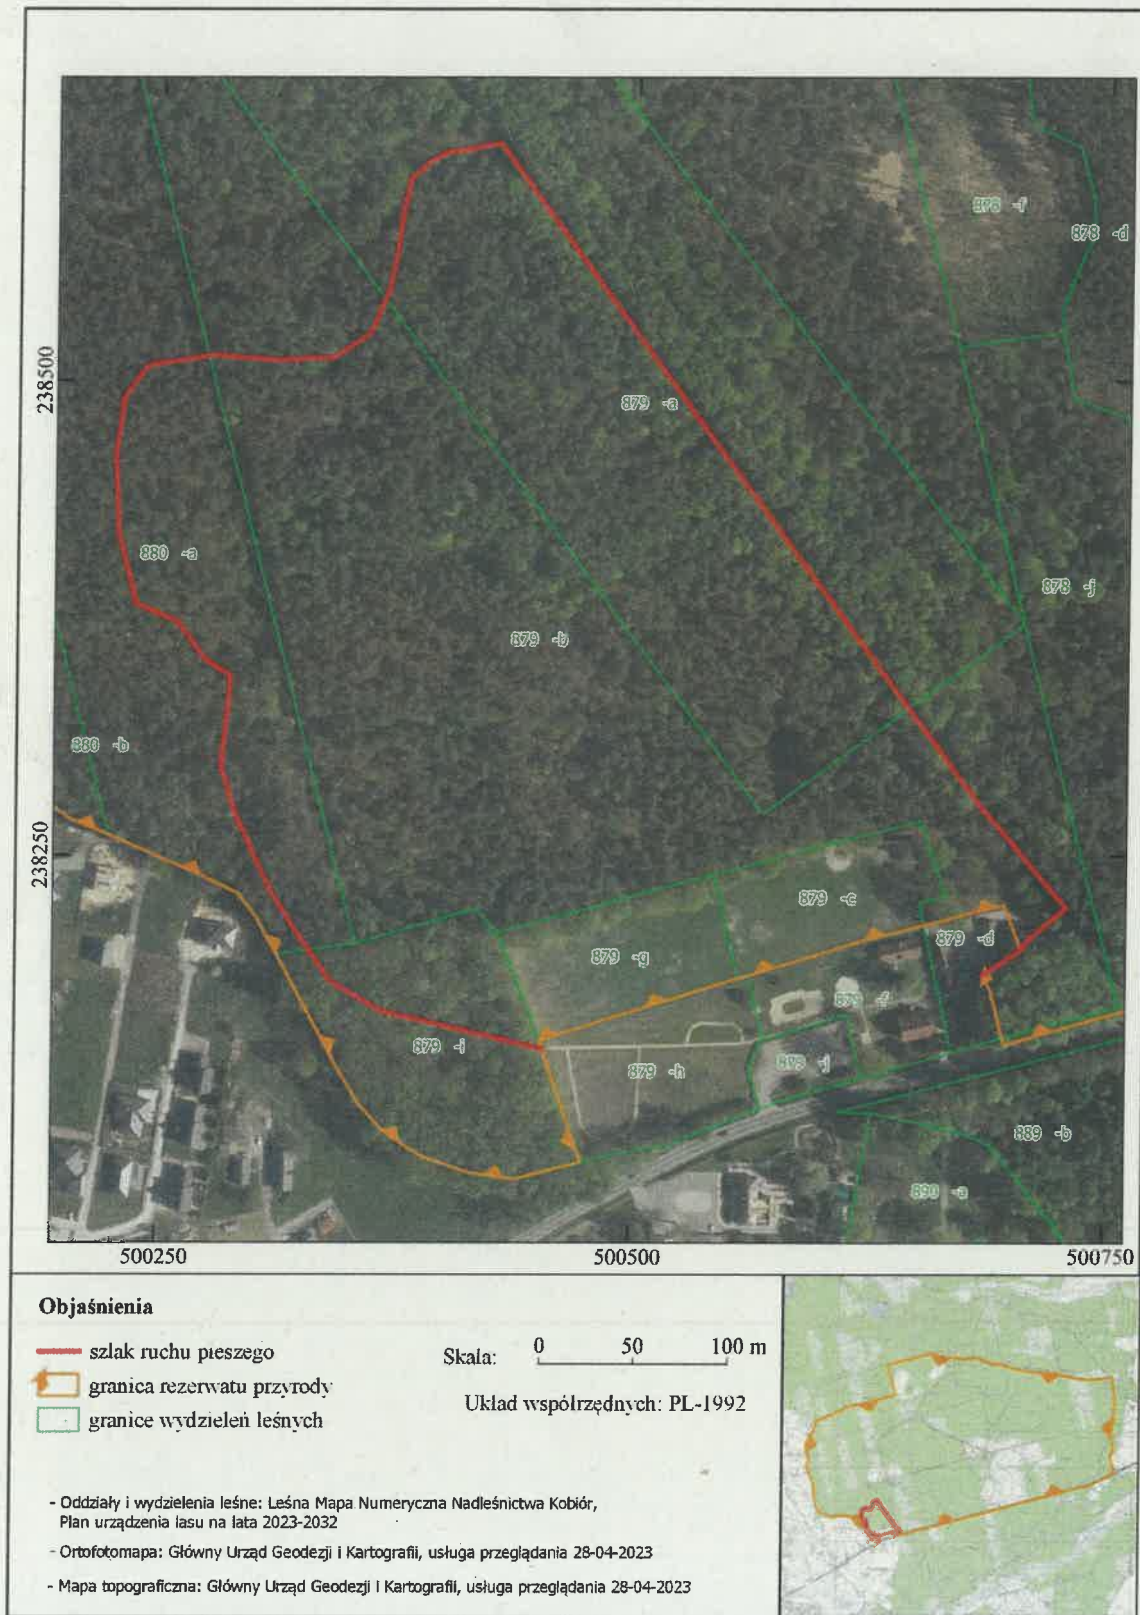 878 -f
878 -d
238500
879 -a
880 -a
878 -j
879 -b
880 -b
238250
879 -c
879 -d
879 -g
879 -f
879 -i
879 -h
879 -j
889 -b
890 -a
500250
500500
500750
Objaśnienia
szlak ruchu pieszego
granica rezerwatu przyrody
granice wydzieleń leśnych
Skala:
0 50 100 m
Układ współrzędnych: PL-1992
- Oddziały i wydzielenia leśne: Leśna Mapa Numeryczna Nadleśnictwa Kobiór,
Plan urządzenia lasu na lata 2023-2032
- Ortofotomapa: Główny Urząd Geodezji i Kartografii, usługa przeglądania 28-04-2023
- Mapa topograficzna: Główny Urząd Geodezji i Kartografii, usługa przeglądania 28-04-2023